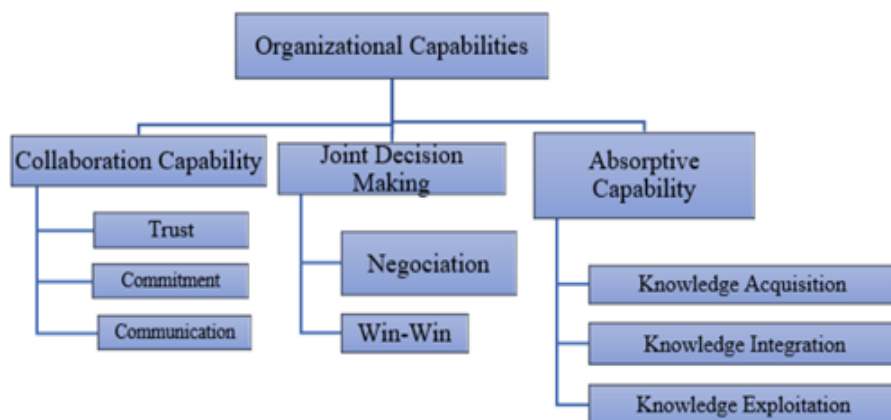 Organizational Capabilities
Collaboration Capability
Trust
Commitment
Communication
Joint Decision
Making
Negociation
Win-Win
Absorptive
Capability
Knowledge Acquisition
Knowledge Integration
Knowledge Exploitation